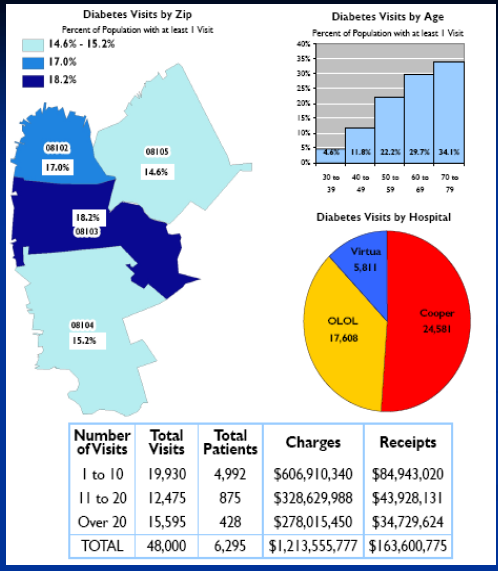 Diabetes Visits by Zip
Percent of Population with at least 1 Visit
14.6% - 15.2%
17.0%
18.2%
08102
17.0%
08105
14.6%
18.2%
08103
08104
15.2%
Diabetes Visits by Age
Percent of Population with at least 1 Visit
40%
35%
30%
25%
20%
15%
10%
5%
0%
4.6% 11.8% 22.2% 29.7% 34.1%
30 to 40 to 50 to 60 to 70 to
39 49 59 69 79
Diabetes Visits by Hospital
Virtua
5,811
OLOL
17,608
Cooper
24,581
Number Total Total
of Visits Visits Patients Charges Receipts
1 to 10 19,930 4,992 $606,910,340 $84,943,020
11 to 20 12,475 875 $328,629,988 $43,928,131
Over 20 15,595 428 $278,015,450 $34,729,624
TOTAL 48,000 6,295 $1,213,555,777 $163,600,775